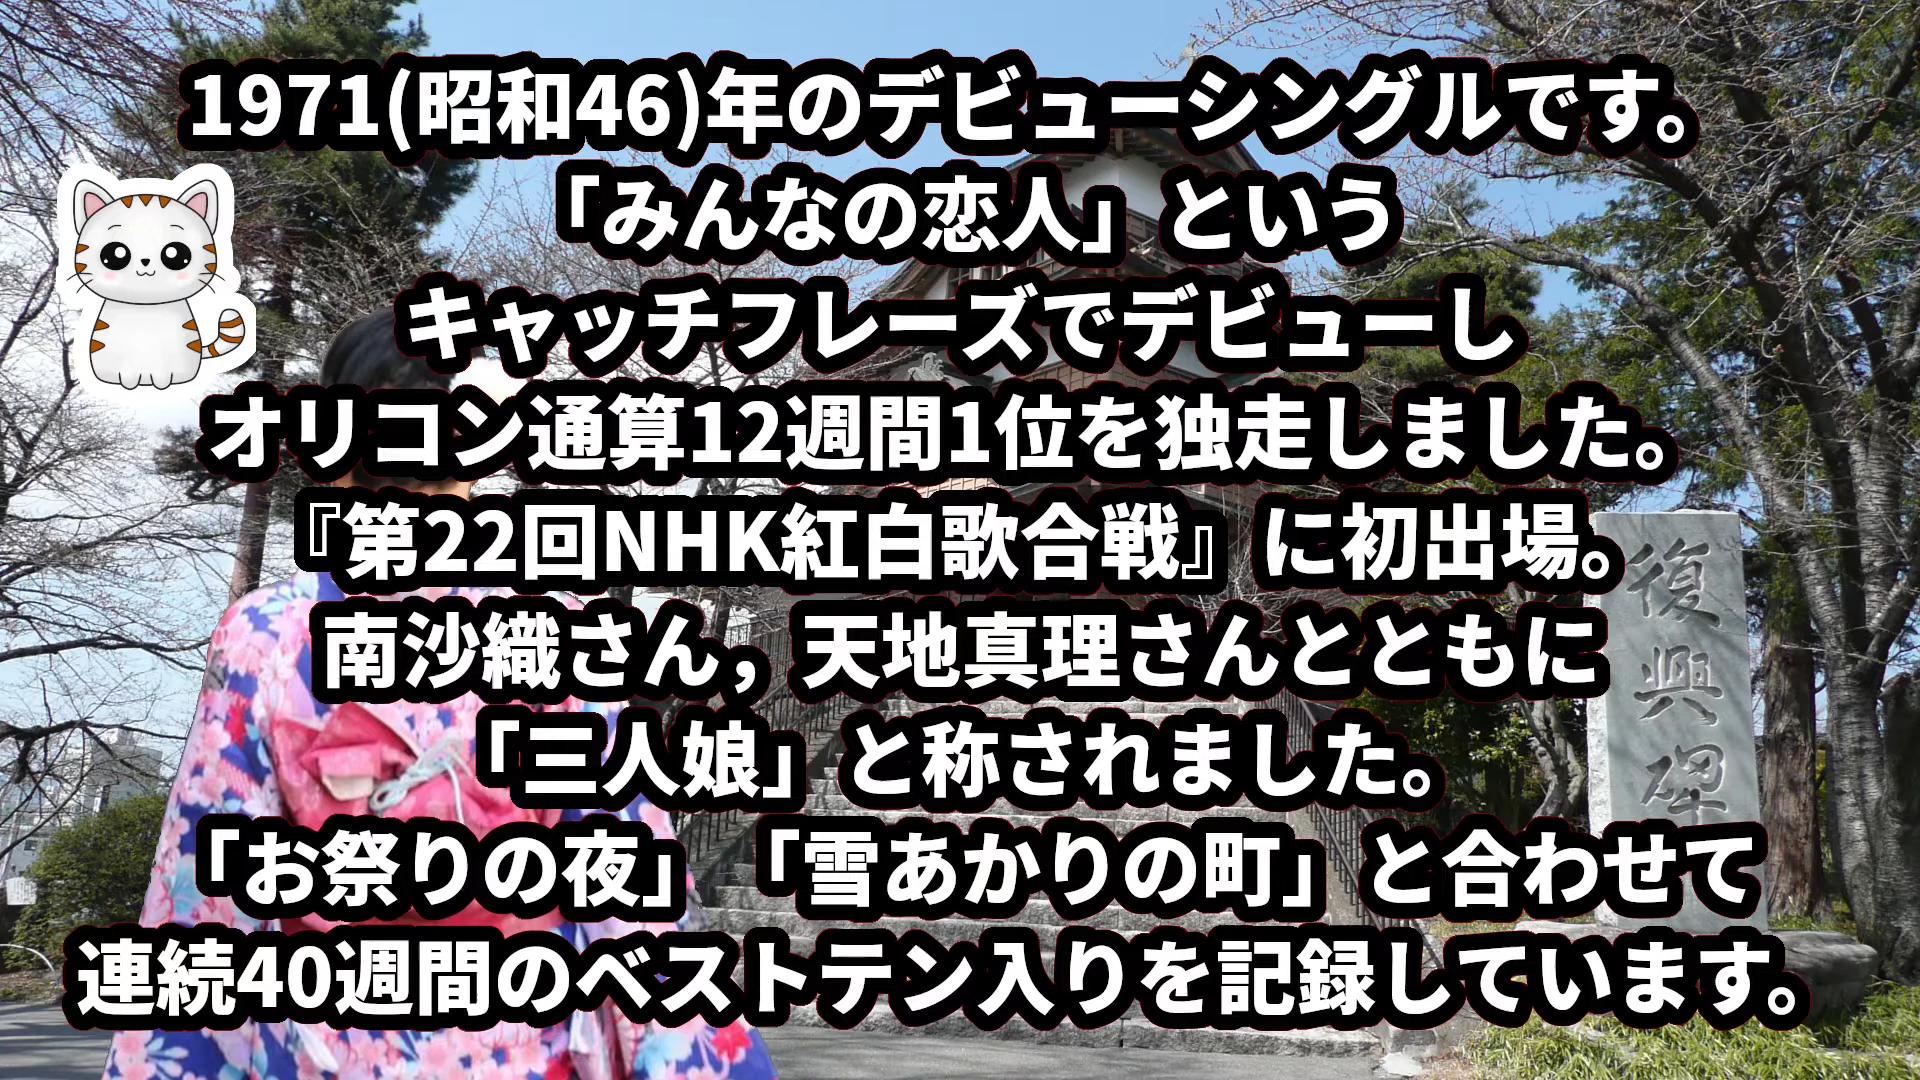 1971(昭和46)年のデビューシングルです。
「みんなの恋人」という
キャッチフレーズでデビューし
オリコン通算12週間1位を独走しました。
『第22回NHK紅白歌合戦』に初出場。
南沙織さん，天地真理さんとともに
「三人娘」と称されました。
「お祭りの夜」「雪あかりの町」と合わせて
連続40週間のベストテン入りを記録しています。
復興碑